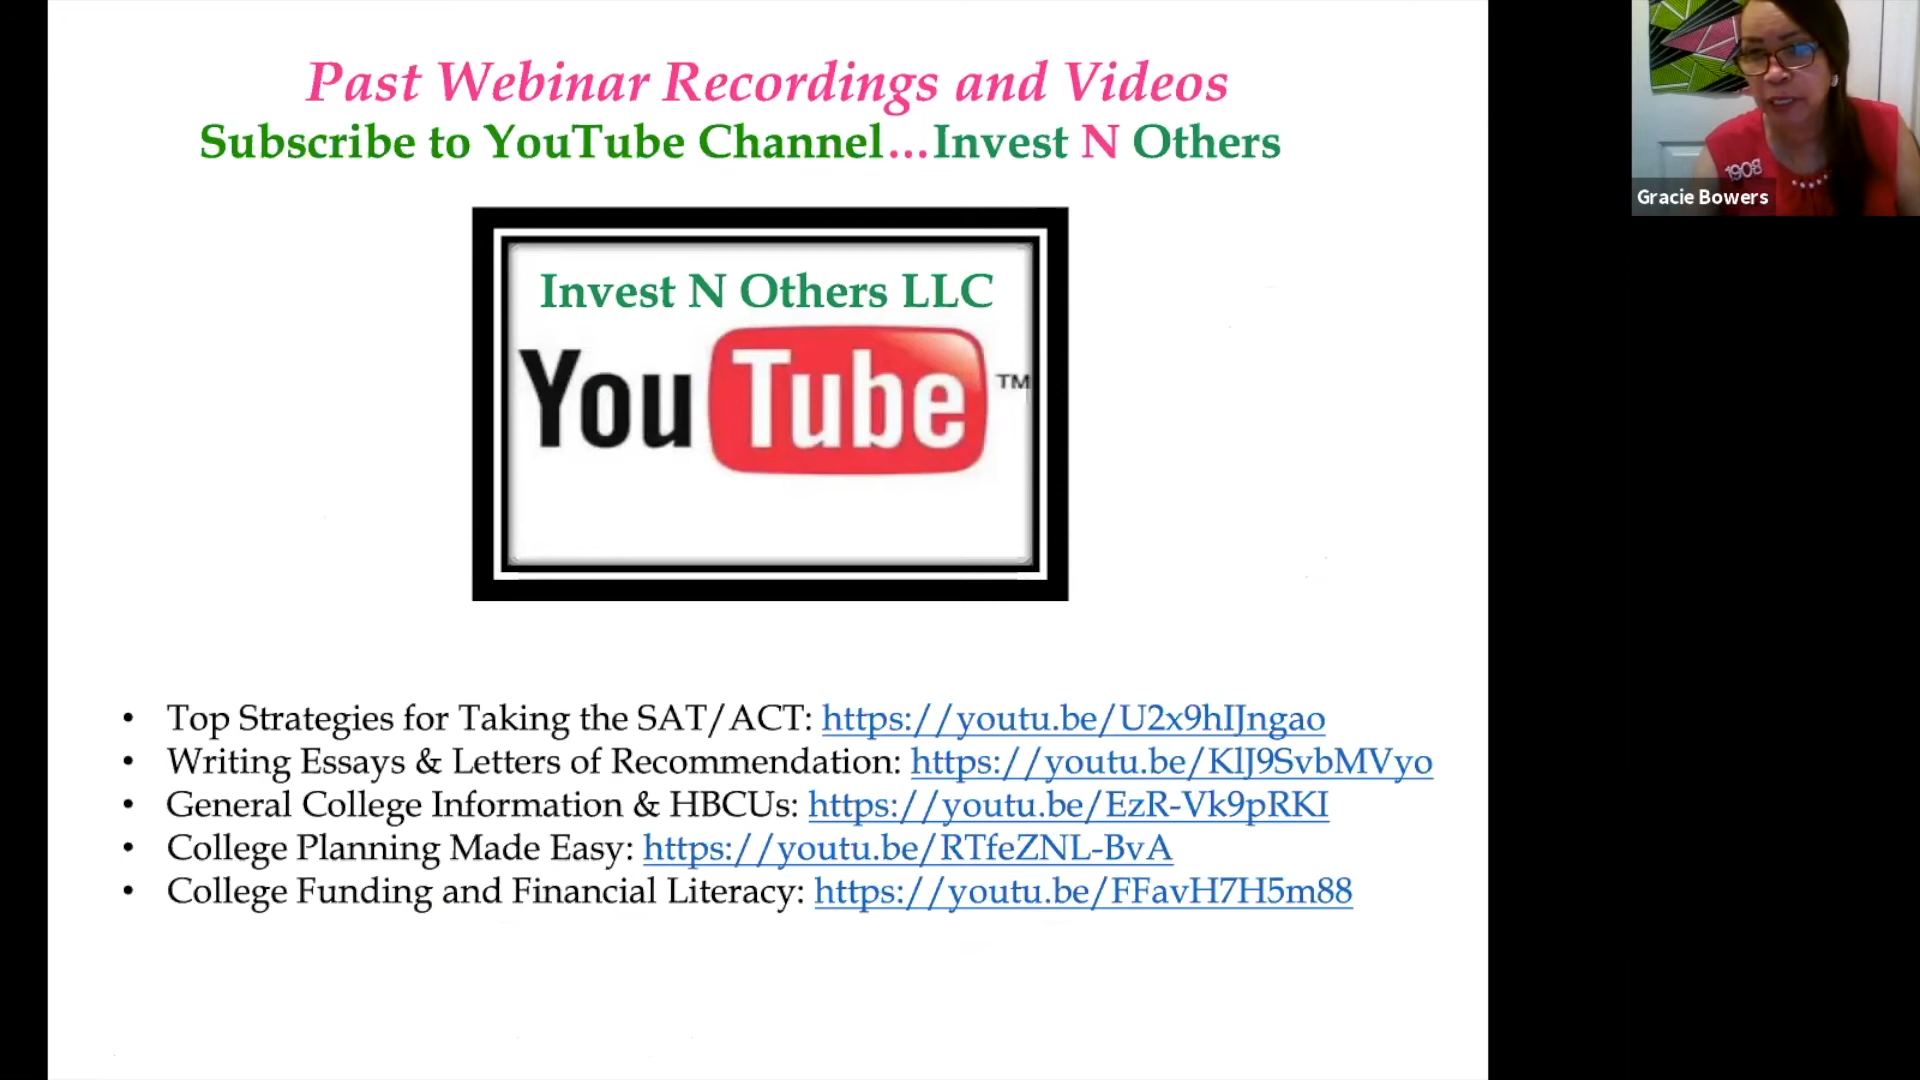 Past Webinar Recordings and Videos
Subscribe to YouTube Channel...Invest N Others
Invest N Others LLC
YouTube™
• Top Strategies for Taking the SAT/ACT: https://youtu.be/U2x9hIJngao
• Writing Essays & Letters of Recommendation: https://youtu.be/KlJ9SvbMVyo
• General College Information & HBCUs: https://youtu.be/EzR-Vk9pRKI
• College Planning Made Easy: https://youtu.be/RTfeZNL-BvA
• College Funding and Financial Literacy: https://youtu.be/FFavH7H5m88
1908
Gracie Bowers